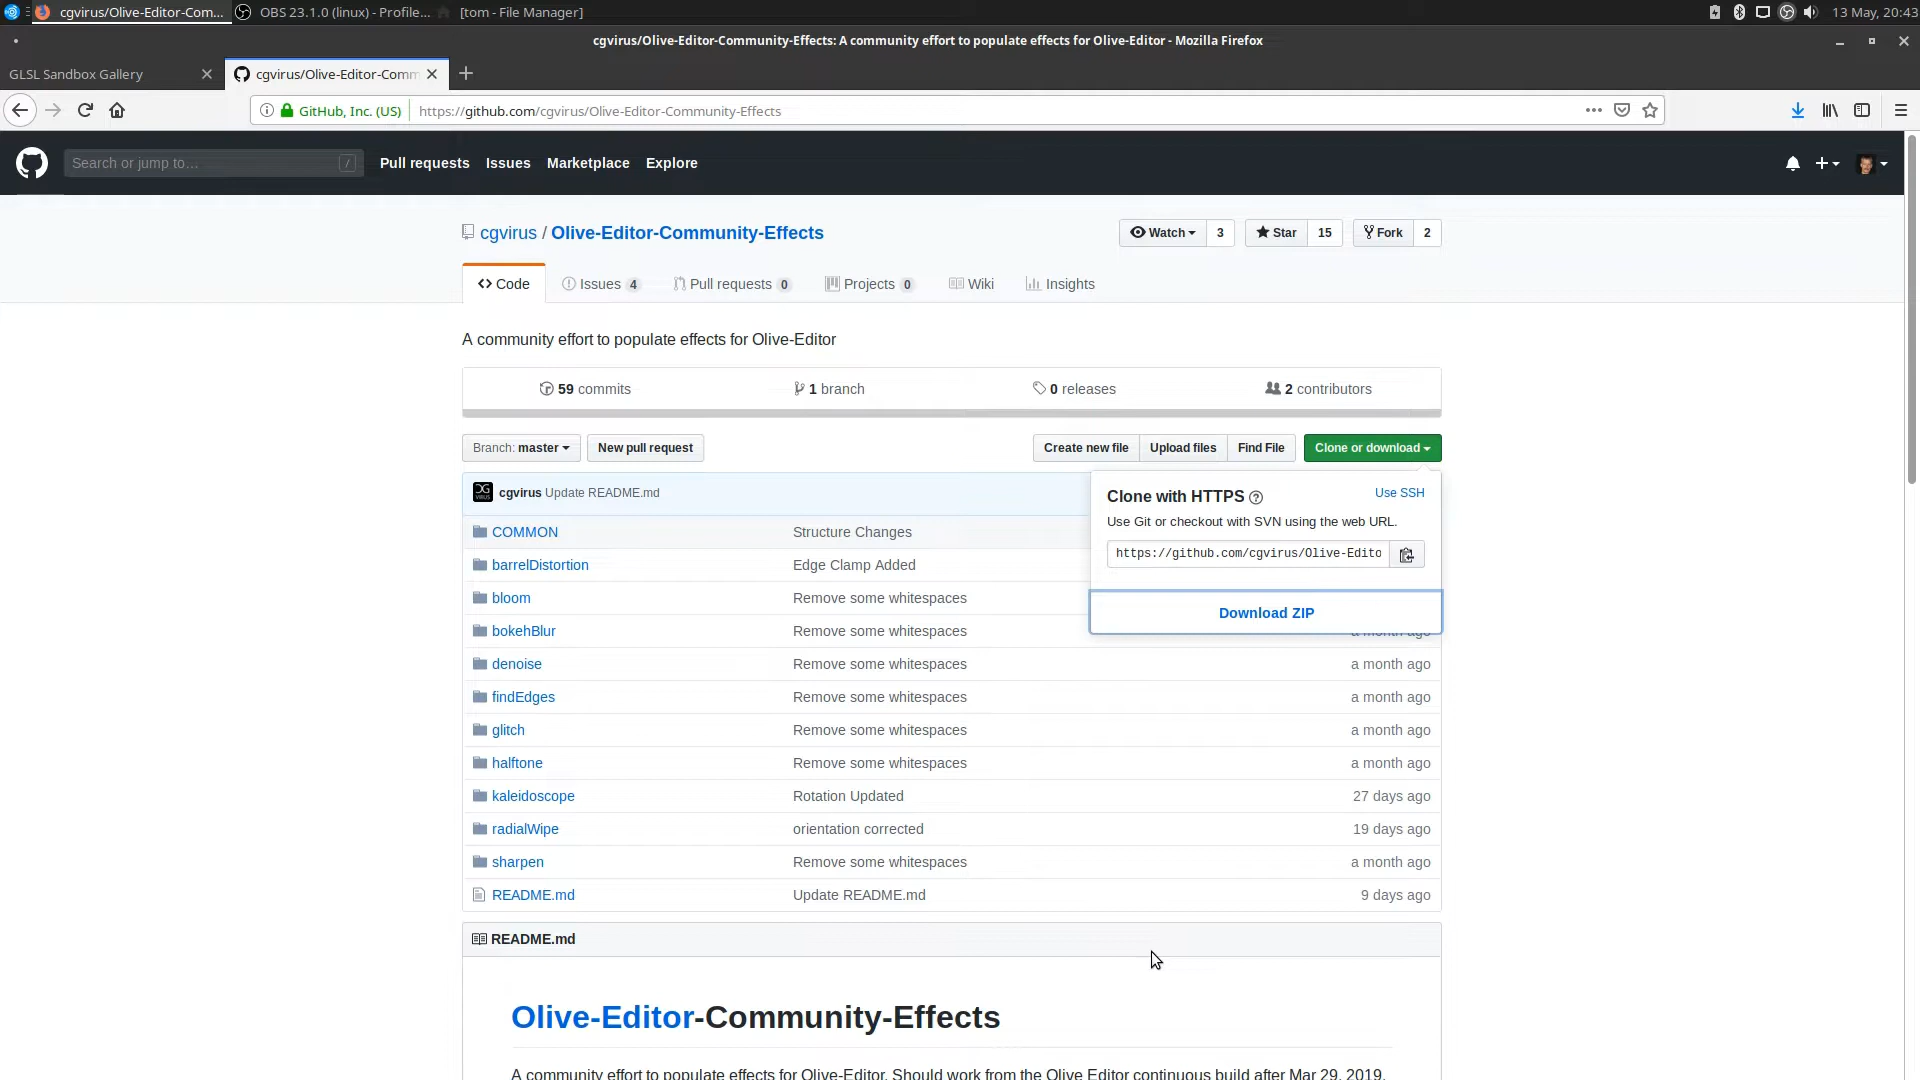 cgvirus/Olive-Editor-Com...
OBS 23.1.0 (linux) - Profile...
[tom - File Manager]
13 May, 20:43
cgvirus/Olive-Editor-Community-Effects: A community effort to populate effects for Olive-Editor - Mozilla Firefox
GLSL Sandbox Gallery
cgvirus/Olive-Editor-Comm
GitHub, Inc. (US)
https://github.com/cgvirus/Olive-Editor-Community-Effects
Search or jump to...
/
Pull requests
Issues
Marketplace
Explore
cgvirus / Olive-Editor-Community-Effects
Watch 3
Star 15
Fork 2
Code
Issues 4
Pull requests 0
Projects 0
Wiki
Insights
A community effort to populate effects for Olive-Editor
59 commits
1 branch
0 releases
2 contributors
Branch: master
New pull request
Create new file
Upload files
Find File
Clone or download
cgvirus Update README.md
Clone with HTTPS
Use SSH
Use Git or checkout with SVN using the web URL.
https://github.com/cgvirus/Olive-Edito
Download ZIP
COMMON Structure Changes
barrelDistortion Edge Clamp Added
bloom Remove some whitespaces
bokehBlur Remove some whitespaces a month ago
denoise Remove some whitespaces a month ago
findEdges Remove some whitespaces a month ago
glitch Remove some whitespaces a month ago
halftone Remove some whitespaces a month ago
kaleidoscope Rotation Updated 27 days ago
radialWipe orientation corrected 19 days ago
sharpen Remove some whitespaces a month ago
README.md Update README.md 9 days ago
README.md
Olive-Editor-Community-Effects
A community effort to populate effects for Olive-Editor. Should work from the Olive Editor continuous build after Mar 29, 2019.